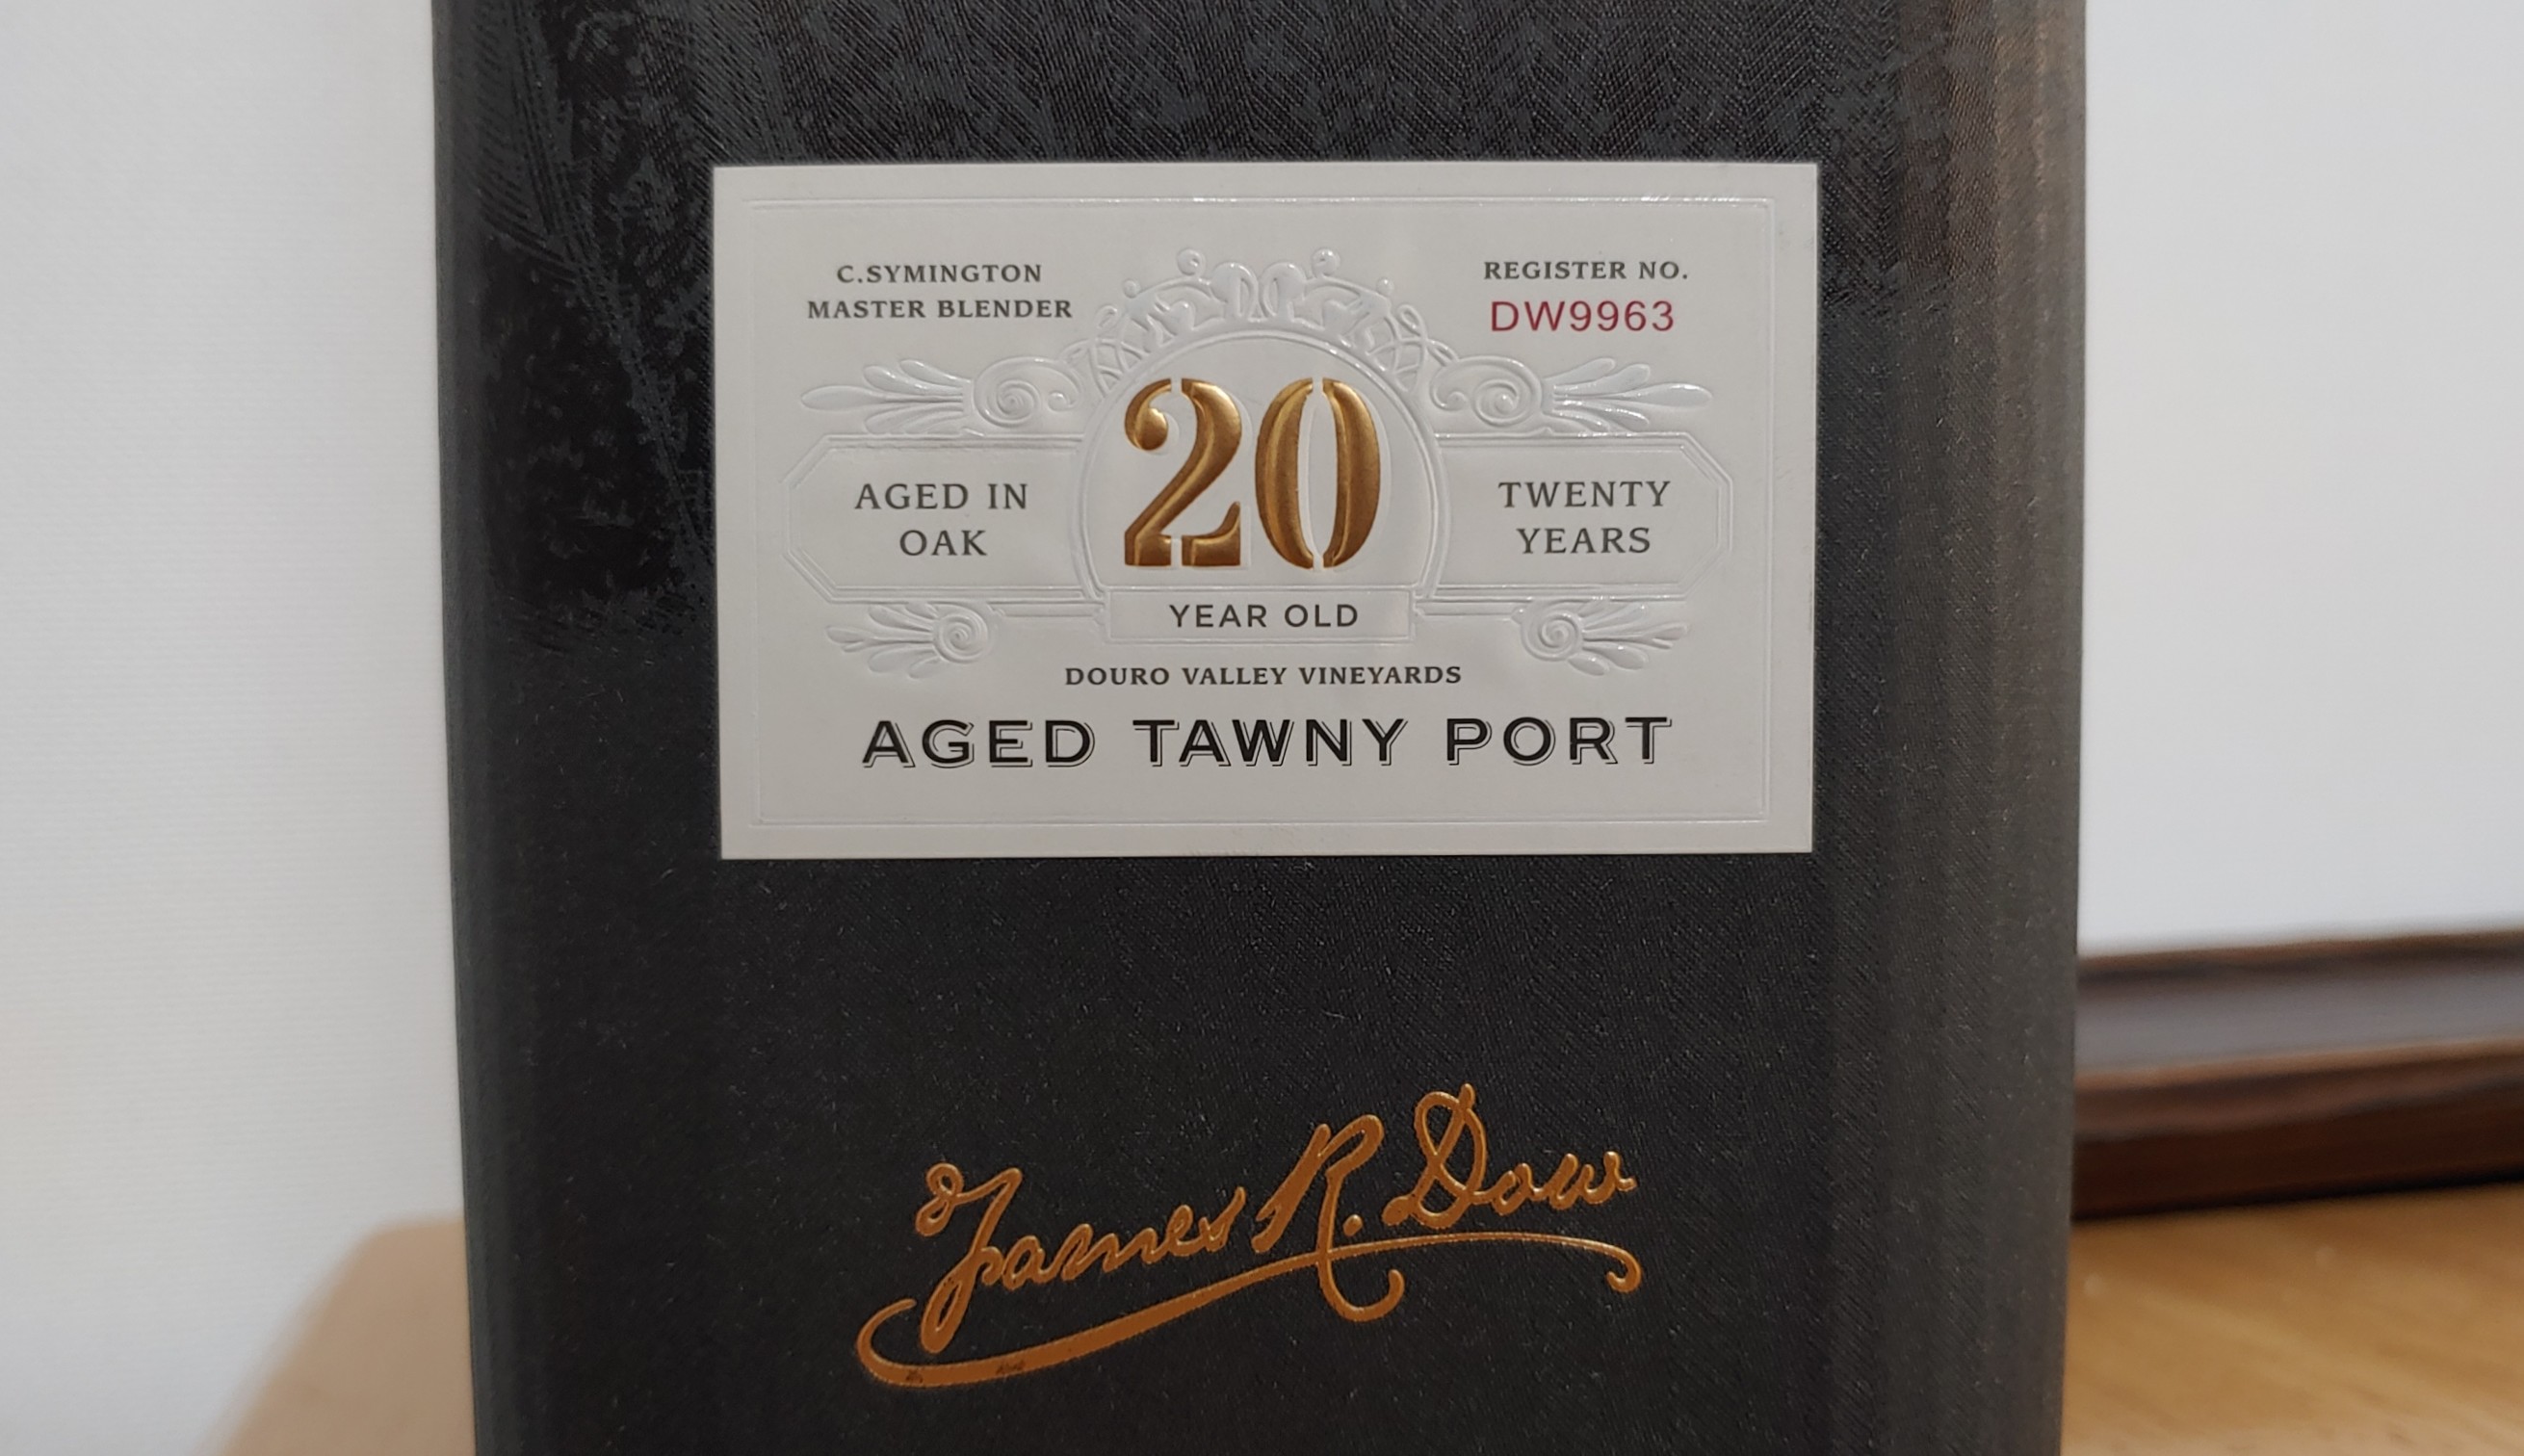 C.SYMINGTON
MASTER BLENDER
REGISTER NO.
DW9963
AGED IN
OAK
20
TWENTY
YEARS
YEAR OLD
DOURO VALLEY VINEYARDS
AGED TAWNY PORT
James R. Dow